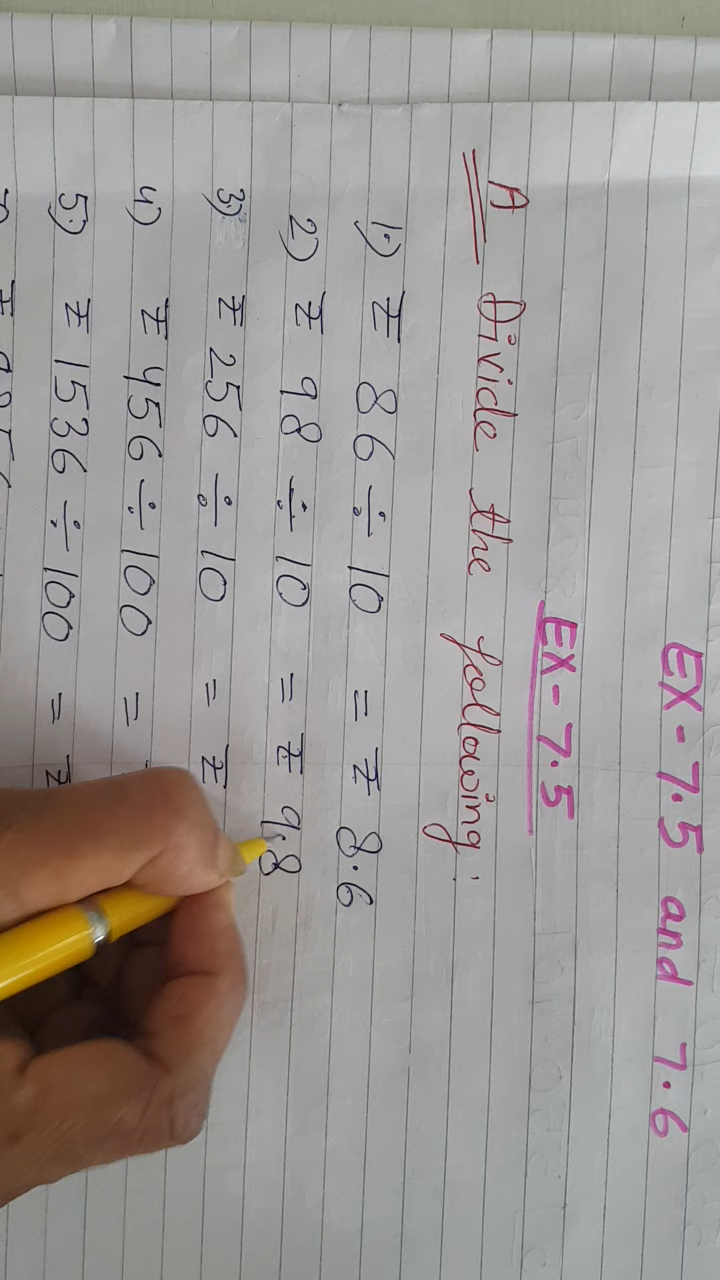 EX - 7.5 and 7.6
EX - 7.5
A Divide the following:
1.) ₹ 86 ÷ 10 = ₹ 8.6
2) ₹ 98 ÷ 10 = ₹ 9.8
3) ₹ 256 ÷ 10 = ₹
4) ₹ 456 ÷ 100 =
5) ₹ 1536 ÷ 100 = ₹